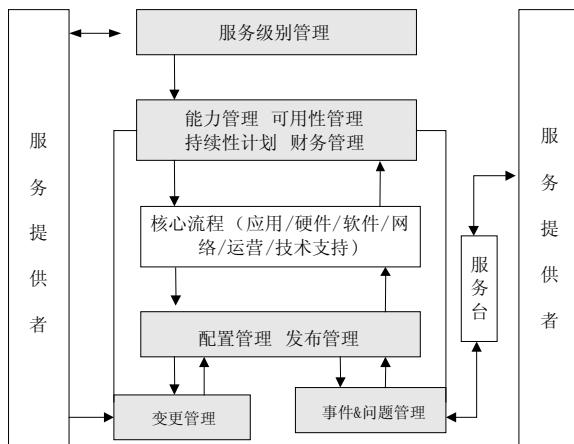 服务级别管理
能力管理 可用性管理
持续性计划 财务管理
核心流程（应用/硬件/软件/网
络/运营/技术支持）
配置管理 发布管理
变更管理
事件&问题管理
服务提供者
服务台
服务提供者